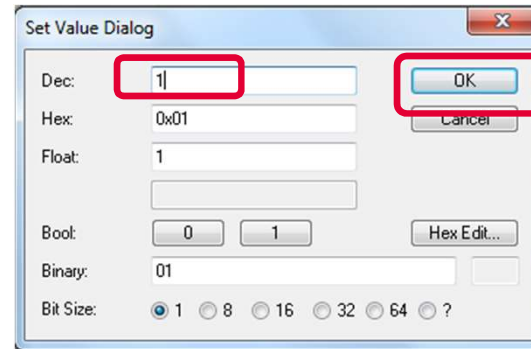 Set Value Dialog
Dec: 1 OK
Hex: 0x01 Cancel
Float: 1
Bool: 0 1 Hex Edit...
Binary: 01
Bit Size: 1 8 16 32 64 ?